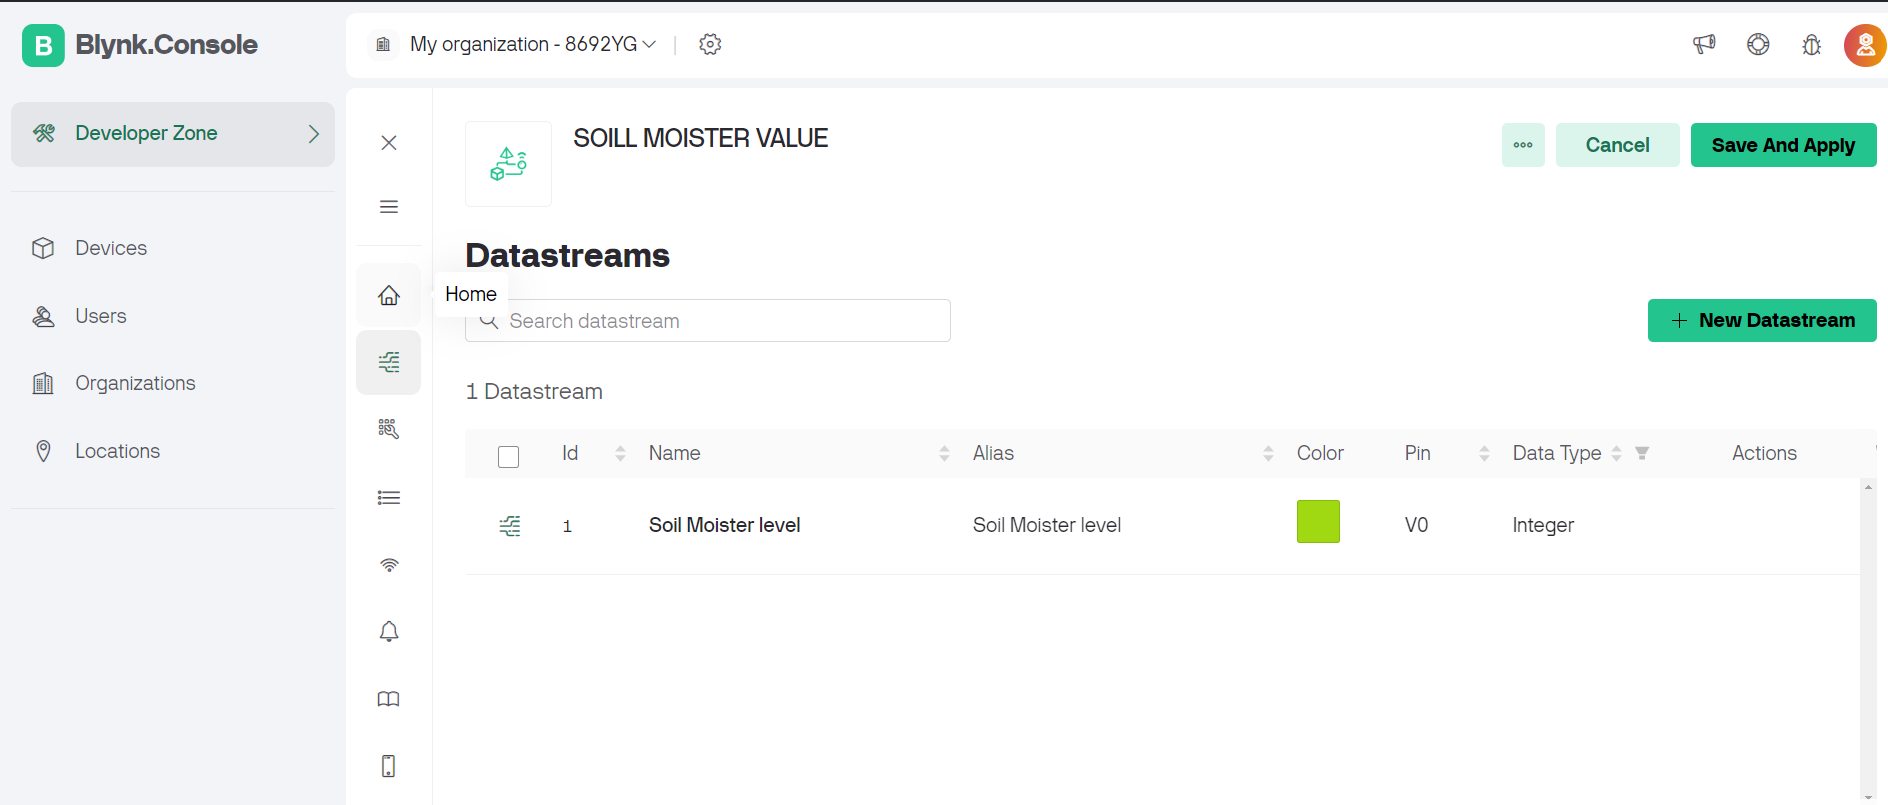 B Blynk.Console
My organization - 8692YG
Developer Zone
Devices
Users
Organizations
Locations
SOILL MOISTER VALUE
Cancel
Save And Apply
Datastreams
Home
Search datastream
New Datastream
1 Datastream
Id Name Alias Color Pin Data Type Actions
1 Soil Moister level Soil Moister level V0 Integer